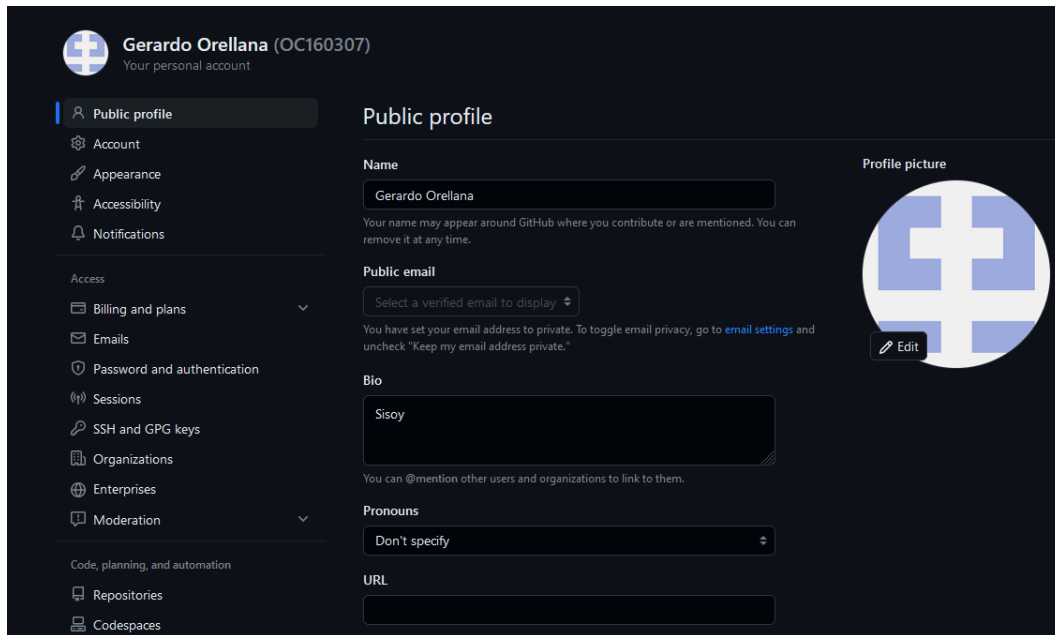 Gerardo Orellana (OC160307)
Your personal account
Public profile
Account
Appearance
Accessibility
Notifications
Access
Billing and plans
Emails
Password and authentication
Sessions
SSH and GPG keys
Organizations
Enterprises
Moderation
Code, planning, and automation
Repositories
Codespaces
Public profile
Name
Gerardo Orellana
Your name may appear around GitHub where you contribute or are mentioned. You can
remove it at any time.
Public email
Select a verified email to display
You have set your email address to private. To toggle email privacy, go to email settings and
uncheck "Keep my email address private."
Bio
Sisoy
You can @mention other users and organizations to link to them.
Pronouns
Don't specify
URL
Profile picture
Edit